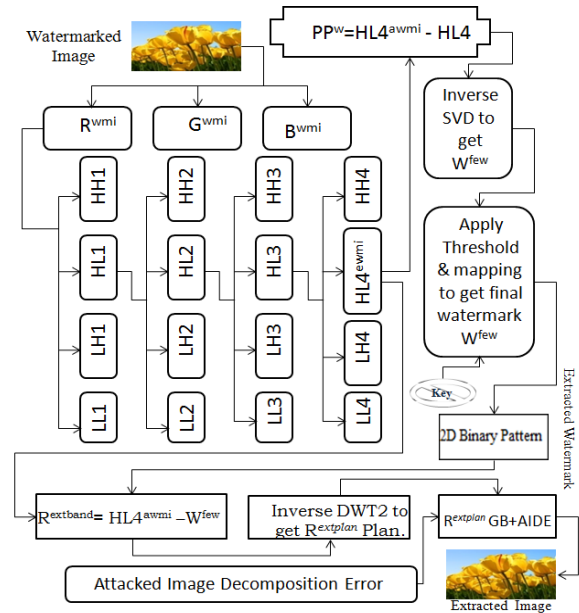 Watermarked
Image
PPʷ=HL4ᵃʷᵐⁱ - HL4
Rʷᵐⁱ
Gʷᵐⁱ
Bʷᵐⁱ
Inverse
SVD to
get
Wᶠᵉʷ
HH1
HH2
HH3
HH4
HL1
HL2
HL3
HL4ᵉʷᵐⁱ
LH1
LH2
LH3
LH4
LL1
LL2
LL3
LL4
Apply
Threshold
& mapping
to get final
watermark
Wᶠᵉʷ
Key
Extracted Watermark
2D Binary Pattern
Rᵉˣᵗᵇᵃⁿᵈ= HL4ᵃʷᵐⁱ –Wᶠᵉʷ
Inverse DWT2 to
get Rᵉˣᵗᵖˡᵃⁿ Plan.
Rᵉˣᵗᵖˡᵃⁿ GB+AIDE
Attacked Image Decomposition Error
Extracted Image